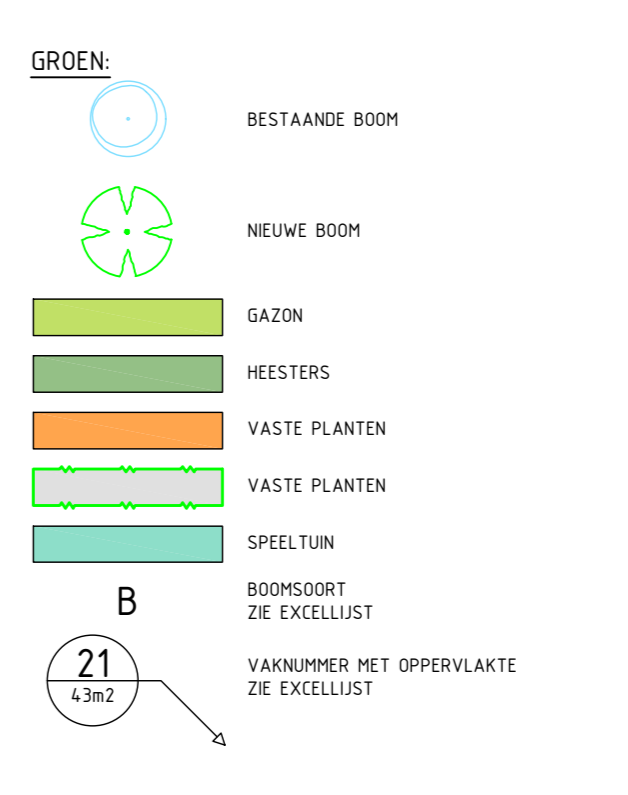 GROEN:
BESTAANDE BOOM
NIEUWE BOOM
GAZON
HEESTERS
VASTE PLANTEN
VASTE PLANTEN
SPEELTUIN
B
BOOMSOORT
ZIE EXCELLIJST
21
43m2
VAKNUMMER MET OPPERVLAKTE
ZIE EXCELLIJST